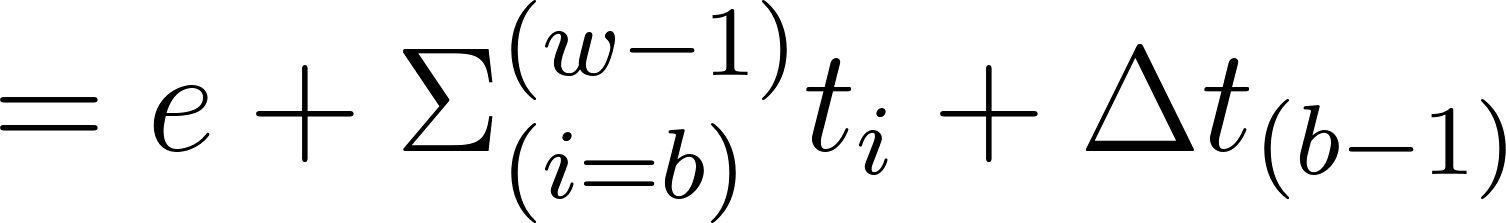 = e + Σ_{(i=b)}^{(w−1)} t_i + Δt_{(b−1)}